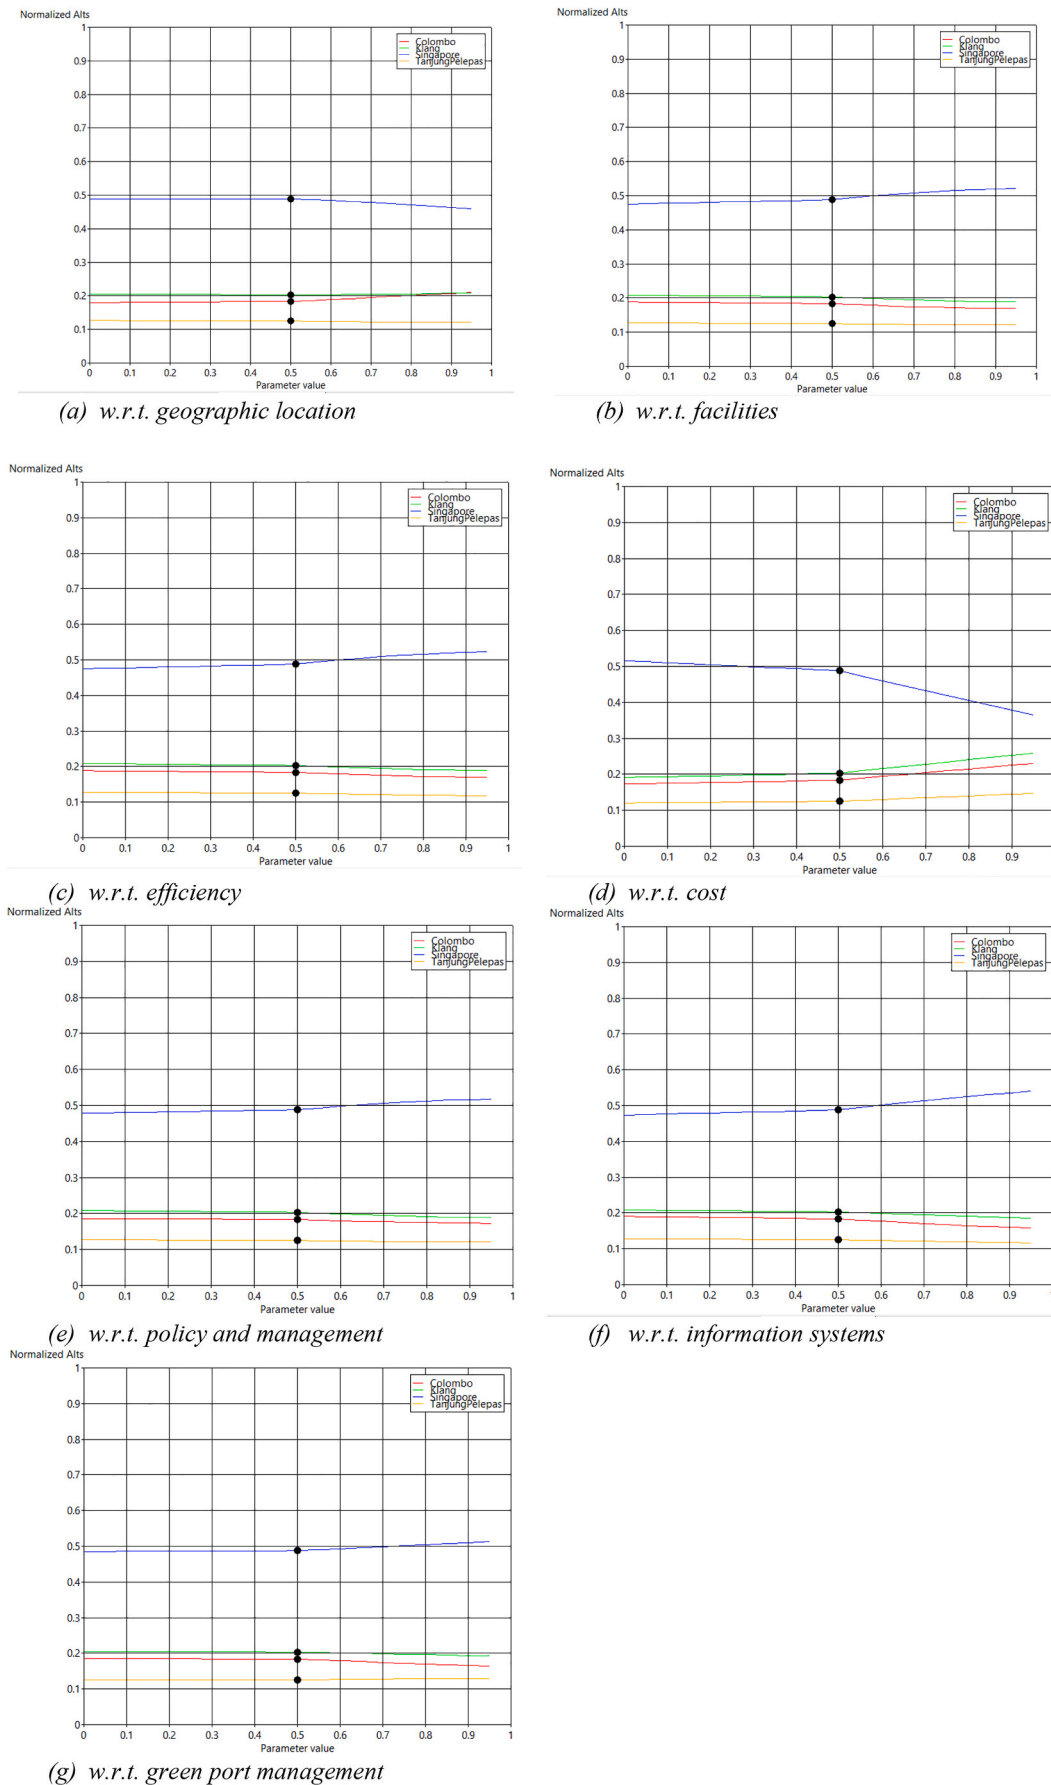 Normalized Alts
Colombo
Klang
Singapore
TanjungPelepas
1
0.9
0.8
0.7
0.6
0.5
0.4
0.3
0.2
0.1
0
0 0.1 0.2 0.3 0.4 0.5 0.6 0.7 0.8 0.9 1
Parameter value
(a) w.r.t. geographic location
Normalized Alts
Colombo
Klang
Singapore
TanjungPelepas
1
0.9
0.8
0.7
0.6
0.5
0.4
0.3
0.2
0.1
0
0 0.1 0.2 0.3 0.4 0.5 0.6 0.7 0.8 0.9 1
Parameter value
(b) w.r.t. facilities
Normalized Alts
Colombo
Klang
Singapore
TanjungPelepas
1
0.9
0.8
0.7
0.6
0.5
0.4
0.3
0.2
0.1
0
0 0.1 0.2 0.3 0.4 0.5 0.6 0.7 0.8 0.9 1
Parameter value
(c) w.r.t. efficiency
Normalized Alts
Colombo
Klang
Singapore
TanjungPelepas
1
0.9
0.8
0.7
0.6
0.5
0.4
0.3
0.2
0.1
0
0 0.1 0.2 0.3 0.4 0.5 0.6 0.7 0.8 0.9
Parameter value
(d) w.r.t. cost
Normalized Alts
Colombo
Klang
Singapore
TanjungPelepas
1
0.9
0.8
0.7
0.6
0.5
0.4
0.3
0.2
0.1
0
0 0.1 0.2 0.3 0.4 0.5 0.6 0.7 0.8 0.9 1
Parameter value
(e) w.r.t. policy and management
Normalized Alts
Colombo
Klang
Singapore
TanjungPelepas
1
0.9
0.8
0.7
0.6
0.5
0.4
0.3
0.2
0.1
0
0 0.1 0.2 0.3 0.4 0.5 0.6 0.7 0.8 0.9 1
Parameter value
(f) w.r.t. information systems
Normalized Alts
Colombo
Klang
Singapore
TanjungPelepas
1
0.9
0.8
0.7
0.6
0.5
0.4
0.3
0.2
0.1
0
0 0.1 0.2 0.3 0.4 0.5 0.6 0.7 0.8 0.9 1
Parameter value
(g) w.r.t. green port management